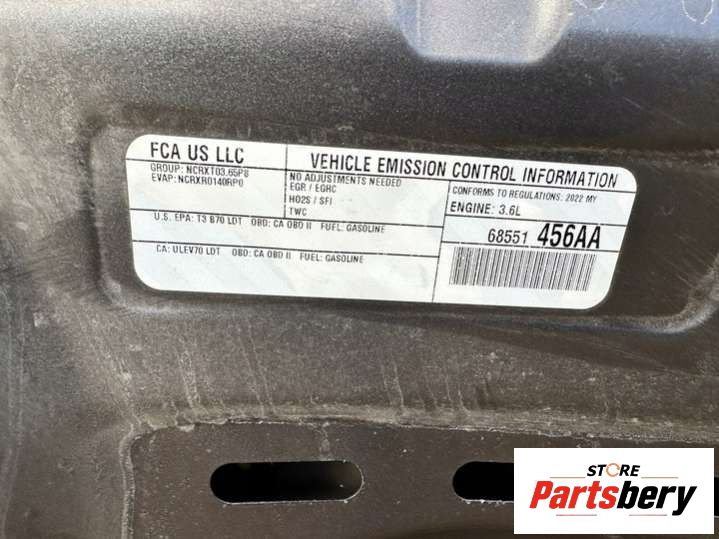 FCA US LLC
GROUP: NCRXT03.65P8
EVAP: NCRXR0140RP0
VEHICLE EMISSION CONTROL INFORMATION
NO ADJUSTMENTS NEEDED
EGR / EGRC
HO2S / SFI
TWC
CONFORMS TO REGULATIONS: 2022 MY
ENGINE: 3.6L
U.S. EPA: T3 B70 LDT OBD: CA OBD II FUEL: GASOLINE
CA: ULEV70 LDT OBD: CA OBD II FUEL: GASOLINE
68551 456AA
STORE
Partsbery